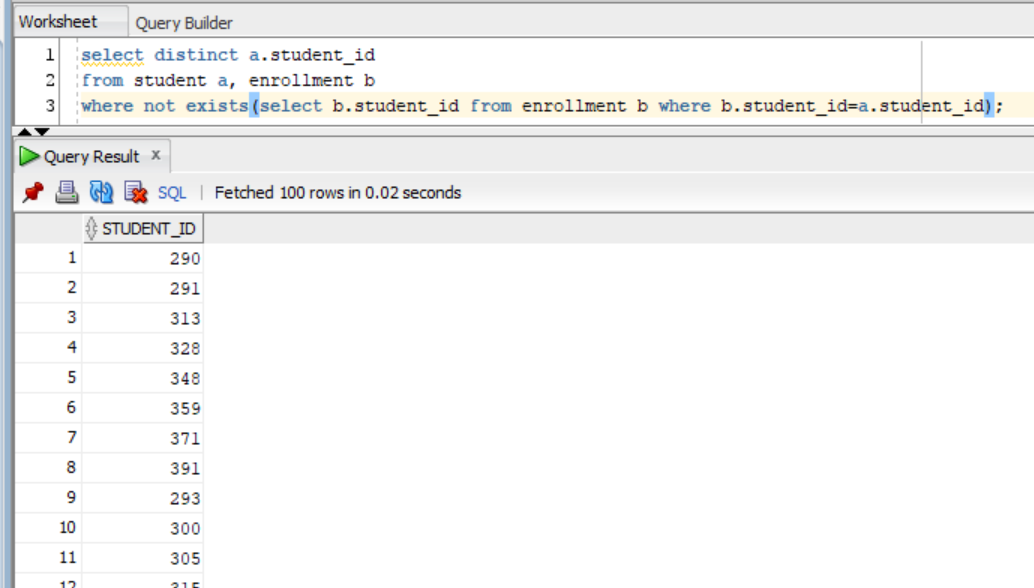 Worksheet Query Builder
1 select distinct a.student_id
2 from student a, enrollment b
3 where not exists(select b.student_id from enrollment b where b.student_id=a.student_id);
Query Result x
SQL | Fetched 100 rows in 0.02 seconds
STUDENT_ID
1 290
2 291
3 313
4 328
5 348
6 359
7 371
8 391
9 293
10 300
11 305
12 315